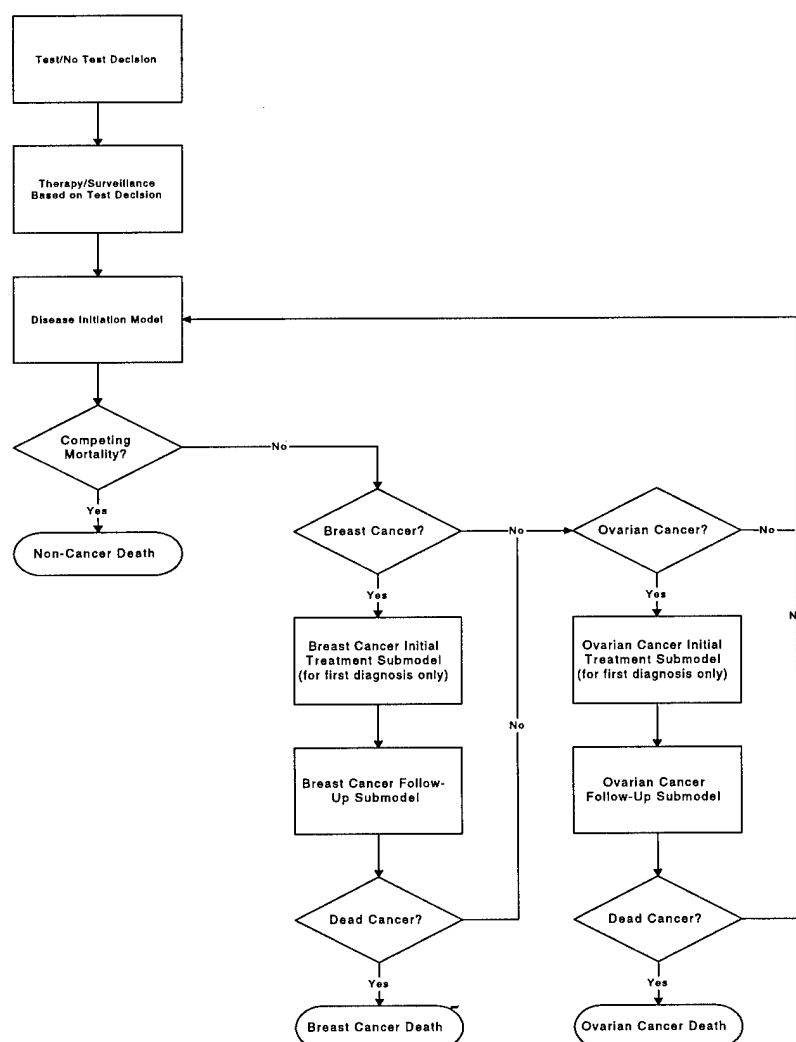 Test/No Test Decision
Therapy/Surveillance
Based on Test Decision
Disease Initiation Model
Competing
Mortality?
No
Yes
Non-Cancer Death
Breast Cancer?
No
Ovarian Cancer?
No
Yes
Yes
Breast Cancer Initial
Treatment Submodel
(for first diagnosis only)
Ovarian Cancer Initial
Treatment Submodel
(for first diagnosis only)
No
Breast Cancer Follow-
Up Submodel
Ovarian Cancer
Follow-Up Submodel
Dead Cancer?
Dead Cancer?
Yes
Yes
Breast Cancer Death
Ovarian Cancer Death